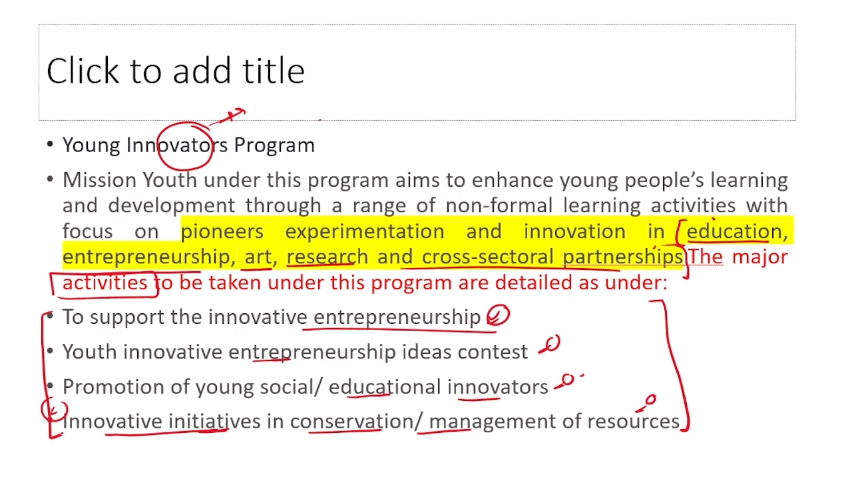 Click to add title
• Young Innovators Program
• Mission Youth under this program aims to enhance young people's learning
and development through a range of non-formal learning activities with
focus on pioneers experimentation and innovation in education,
entrepreneurship, art, research and cross-sectoral partnerships.The major
activities to be taken under this program are detailed as under:
• To support the innovative entrepreneurship
• Youth innovative entrepreneurship ideas contest
• Promotion of young social/ educational innovators
• Innovative initiatives in conservation/ management of resources